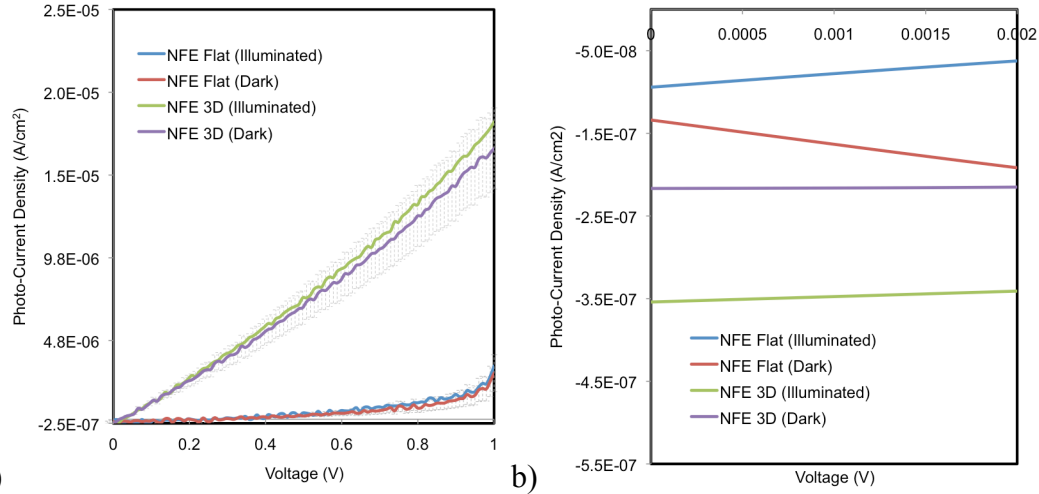 2.5E-05
2.0E-05
1.5E-05
9.8E-06
4.8E-06
-2.5E-07
Photo-Current Density (A/cm²)
NFE Flat (Illuminated)
NFE Flat (Dark)
NFE 3D (Illuminated)
NFE 3D (Dark)
0 0.2 0.4 0.6 0.8 1
Voltage (V)
)
b)
0 0.0005 0.001 0.0015 0.002
-5.0E-08
-1.5E-07
-2.5E-07
-3.5E-07
-4.5E-07
-5.5E-07
Photo-Current Density (A/cm2)
NFE Flat (Illuminated)
NFE Flat (Dark)
NFE 3D (Illuminated)
NFE 3D (Dark)
Voltage (V)